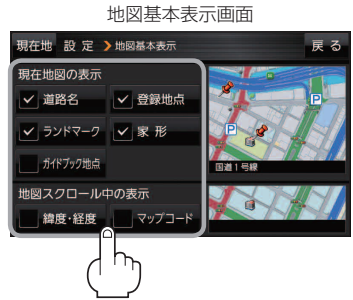 地図基本表示画面
現在地 設定 地図基本表示 戻る
現在地図の表示
道路名 登録地点
ランドマーク 家形
ガイドブック地点
地図スクロール中の表示
緯度・経度 マップコード
P
P
国道1号線